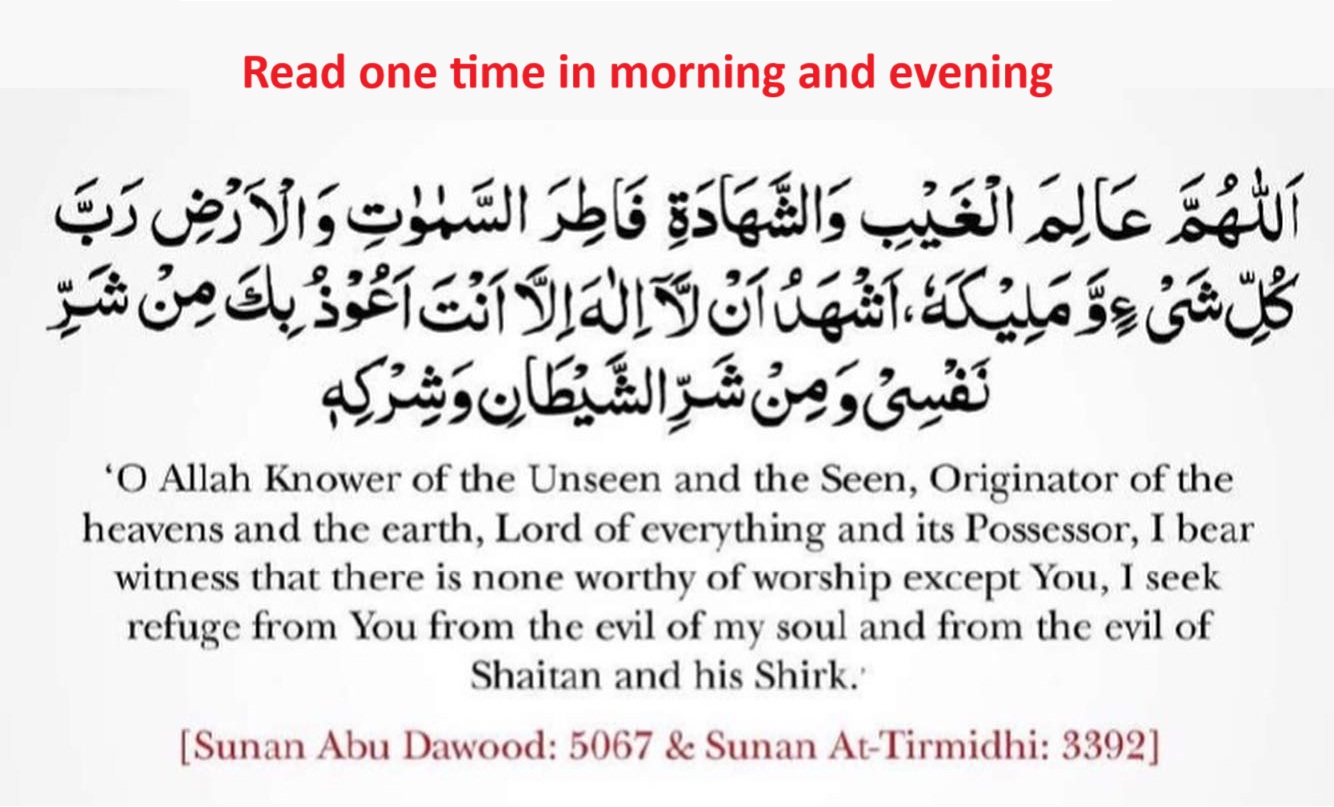 Read one time in morning and evening
اَللّٰهُمَّ عَالِمَ الْغَيْبِ وَالشَّهَادَةِ فَاطِرَ السَّمٰوٰتِ وَالْاَرْضِ رَبَّ
كُلِّ شَیْ ءٍ وَّ مَلِيْكَهٗ، اَشْهَدُ اَنْ لَّآ اِلٰهَ اِلَّا اَنْتَ اَعُوْذُ بِكَ مِنْ شَرِّ
نَفْسِیْ وَ مِنْ شَرِّ الشَّيْطَانِ وَشِرْكِهٖ
‘O Allah Knower of the Unseen and the Seen, Originator of the
heavens and the earth, Lord of everything and its Possessor, I bear
witness that there is none worthy of worship except You, I seek
refuge from You from the evil of my soul and from the evil of
Shaitan and his Shirk.’
[Sunan Abu Dawood: 5067 & Sunan At-Tirmidhi: 3392]